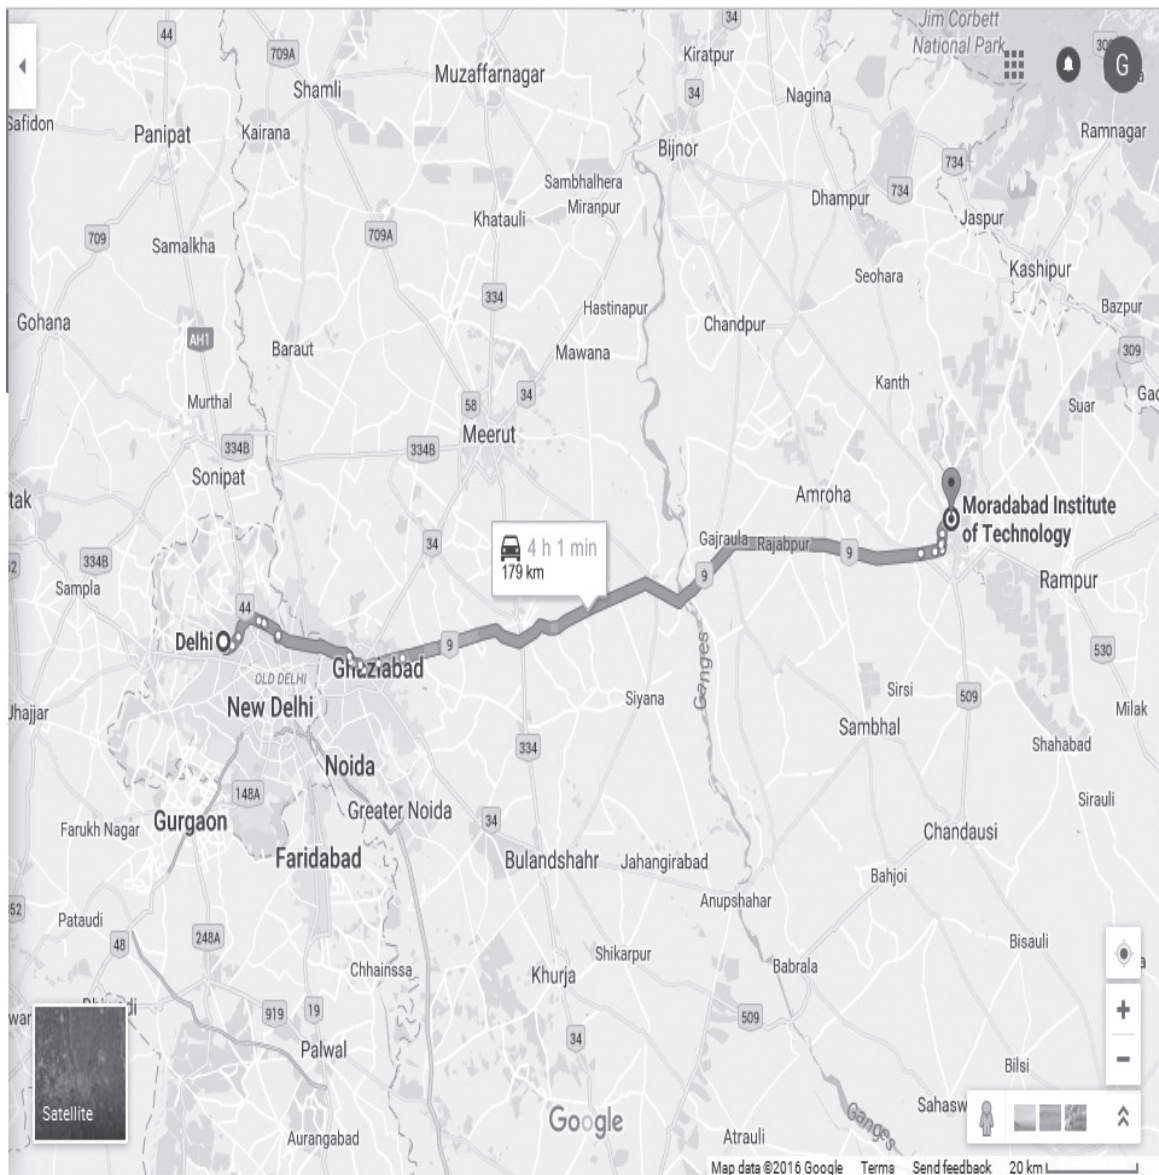 Jim Corbett
National Park
34
44
Kiratpur
709A
Muzaffarnagar
G
Shamli
34
Nagina
Safidon
Panipat
Kairana
Ramnagar
Bijnor
734
Sambhalhera
734
Miranpur
Dhampur
Khatauli
Jaspur
709
709A
Samalkha
Kashipur
Seohara
334
Hastinapur
Bazpur
Gohana
Chandpur
AH1
Baraut
Mawana
309
Kanth
34
58
Murthal
Suar
Meerut
334B
334B
Sonipat
Amroha
Moradabad Institute
of Technology
34
4 h 1 min
179 km
Gajraula
Rajabpur
9
334B
Sampla
9
Rampur
44
Delhi
9
530
Ghaziabad
OLD DELHI
Ganges
Sirsi
Siyana
509
New Delhi
Milak
Sambhal
334
Shahabad
Noida
148A
Sirauli
Greater Noida
34
Gurgaon
Farukh Nagar
Chandausi
Faridabad
Bulandshahr
Jahangirabad
Bahjoi
Anupshahar
Pataudi
248A
48
Bisauli
Shikarpur
Chhainssa
Khurja
Babrala
919
19
509
34
Palwal
Bilsi
Satellite
Google
Ganges
Aurangabad
Atrauli
Map data ©2016 Google Terms Send feedback 20 km